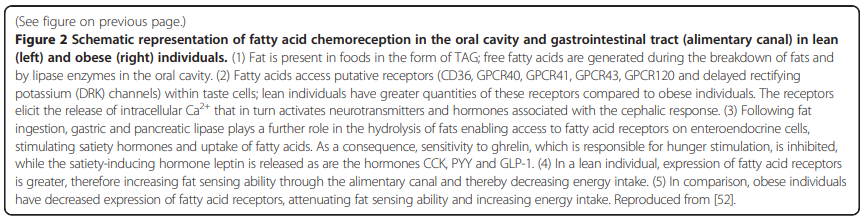 (See figure on previous page.)
Figure 2 Schematic representation of fatty acid chemoreception in the oral cavity and gastrointestinal tract (alimentary canal) in lean
(left) and obese (right) individuals. (1) Fat is present in foods in the form of TAG; free fatty acids are generated during the breakdown of fats and
by lipase enzymes in the oral cavity. (2) Fatty acids access putative receptors (CD36, GPCR40, GPCR41, GPCR43, GPCR120 and delayed rectifying
potassium (DRK) channels) within taste cells; lean individuals have greater quantities of these receptors compared to obese individuals. The receptors
elicit the release of intracellular Ca²⁺ that in turn activates neurotransmitters and hormones associated with the cephalic response. (3) Following fat
ingestion, gastric and pancreatic lipase plays a further role in the hydrolysis of fats enabling access to fatty acid receptors on enteroendocrine cells,
stimulating satiety hormones and uptake of fatty acids. As a consequence, sensitivity to ghrelin, which is responsible for hunger stimulation, is inhibited,
while the satiety-inducing hormone leptin is released as are the hormones CCK, PYY and GLP-1. (4) In a lean individual, expression of fatty acid receptors
is greater, therefore increasing fat sensing ability through the alimentary canal and thereby decreasing energy intake. (5) In comparison, obese individuals
have decreased expression of fatty acid receptors, attenuating fat sensing ability and increasing energy intake. Reproduced from [52].